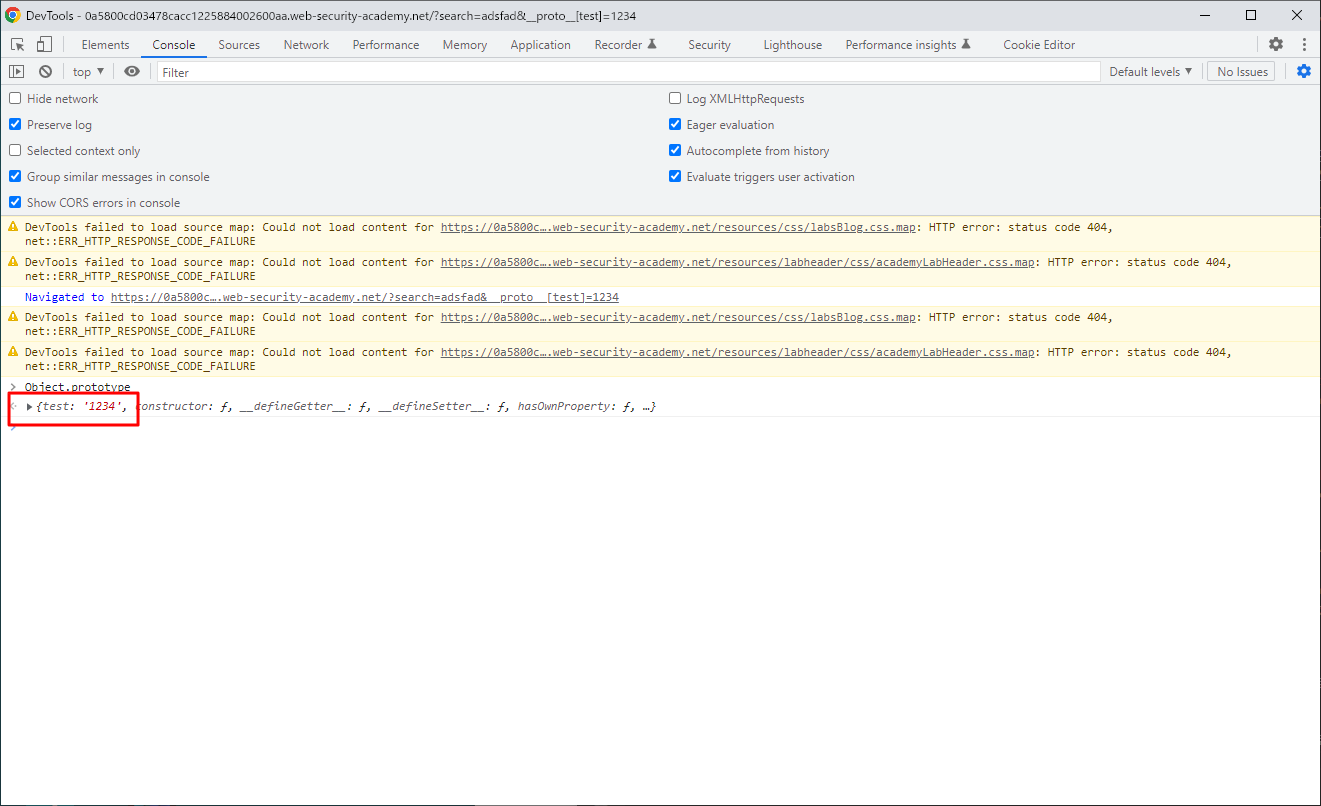 DevTools - 0a5800cd03478cacc1225884002600aa.web-security-academy.net/?search=adsfad&__proto__[test]=1234
Elements Console Sources Network Performance Memory Application Recorder Security Lighthouse Performance insights Cookie Editor
top ▼ Filter Default levels ▼ No Issues
Hide network Log XMLHttpRequests
Preserve log Eager evaluation
Selected context only Autocomplete from history
Group similar messages in console Evaluate triggers user activation
Show CORS errors in console
DevTools failed to load source map: Could not load content for https://0a5800c….web-security-academy.net/resources/css/labsBlog.css.map: HTTP error: status code 404,
net::ERR_HTTP_RESPONSE_CODE_FAILURE
DevTools failed to load source map: Could not load content for https://0a5800c….web-security-academy.net/resources/labheader/css/academyLabHeader.css.map: HTTP error: status code 404,
net::ERR_HTTP_RESPONSE_CODE_FAILURE
Navigated to https://0a5800c….web-security-academy.net/?search=adsfad&__proto__[test]=1234
DevTools failed to load source map: Could not load content for https://0a5800c….web-security-academy.net/resources/css/labsBlog.css.map: HTTP error: status code 404,
net::ERR_HTTP_RESPONSE_CODE_FAILURE
DevTools failed to load source map: Could not load content for https://0a5800c….web-security-academy.net/resources/labheader/css/academyLabHeader.css.map: HTTP error: status code 404,
net::ERR_HTTP_RESPONSE_CODE_FAILURE
> Object.prototype
{test: '1234', constructor: ƒ, __defineGetter__: ƒ, __defineSetter__: ƒ, hasOwnProperty: ƒ, …}